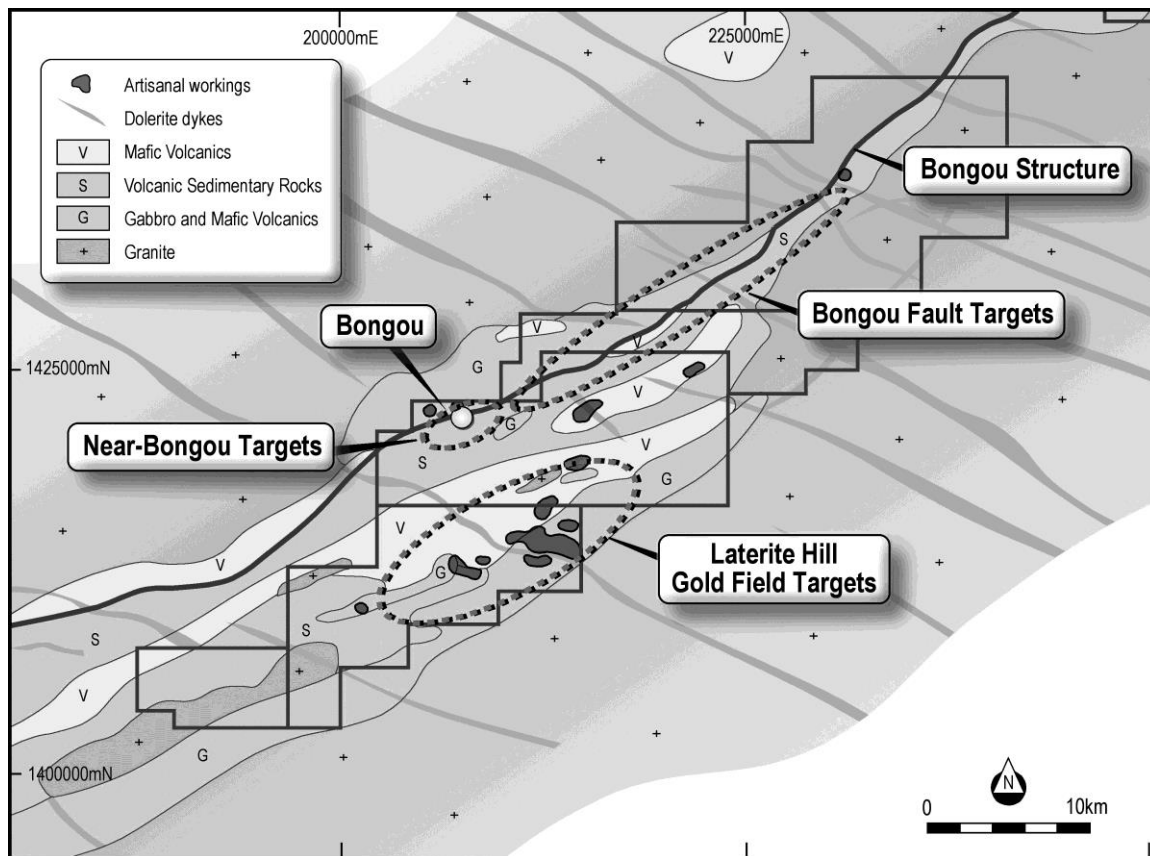 200000mE
225000mE
V
Artisanal workings
Dolerite dykes
V Mafic Volcanics
S Volcanic Sedimentary Rocks
G Gabbro and Mafic Volcanics
+ Granite
Bongou Structure
S
Bongou
Bongou Fault Targets
V
V
G
1425000mN
V
G
Near-Bongou Targets
S
V
G
V
Laterite Hill
Gold Field Targets
G
V
S
S
V
G
1400000mN
N
0 10km